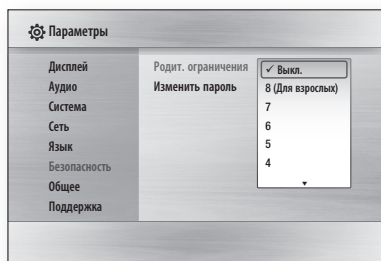 Параметры
Дисплей
Аудио
Система
Сеть
Язык
Безопасность
Общее
Поддержка
Родит. ограничения
Изменить пароль
✓ Выкл.
8 (Для взрослых)
7
6
5
4